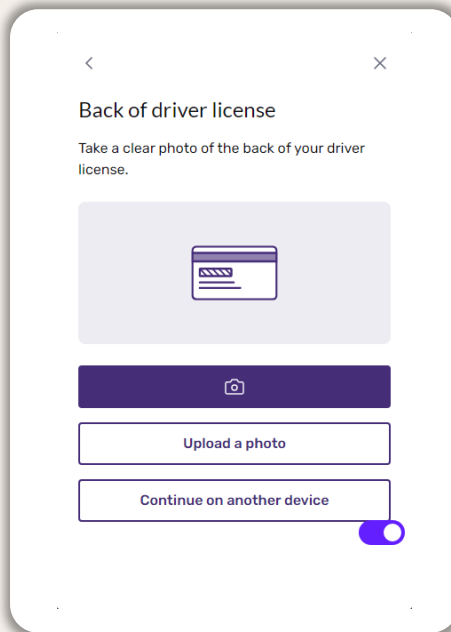 Back of driver license
Take a clear photo of the back of your driver
license.
Upload a photo
Continue on another device